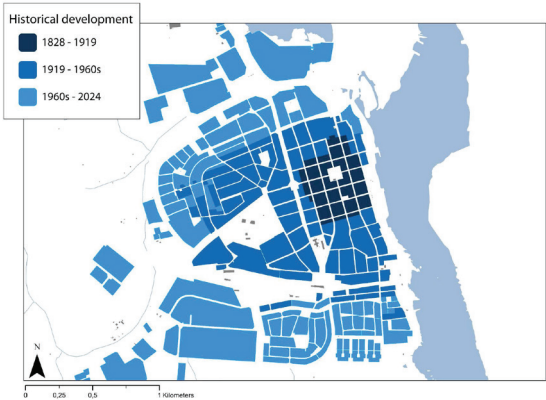 Historical development
1828 - 1919
1919 - 1960s
1960s - 2024
N
0 0,25 0,5 1 Kilometers